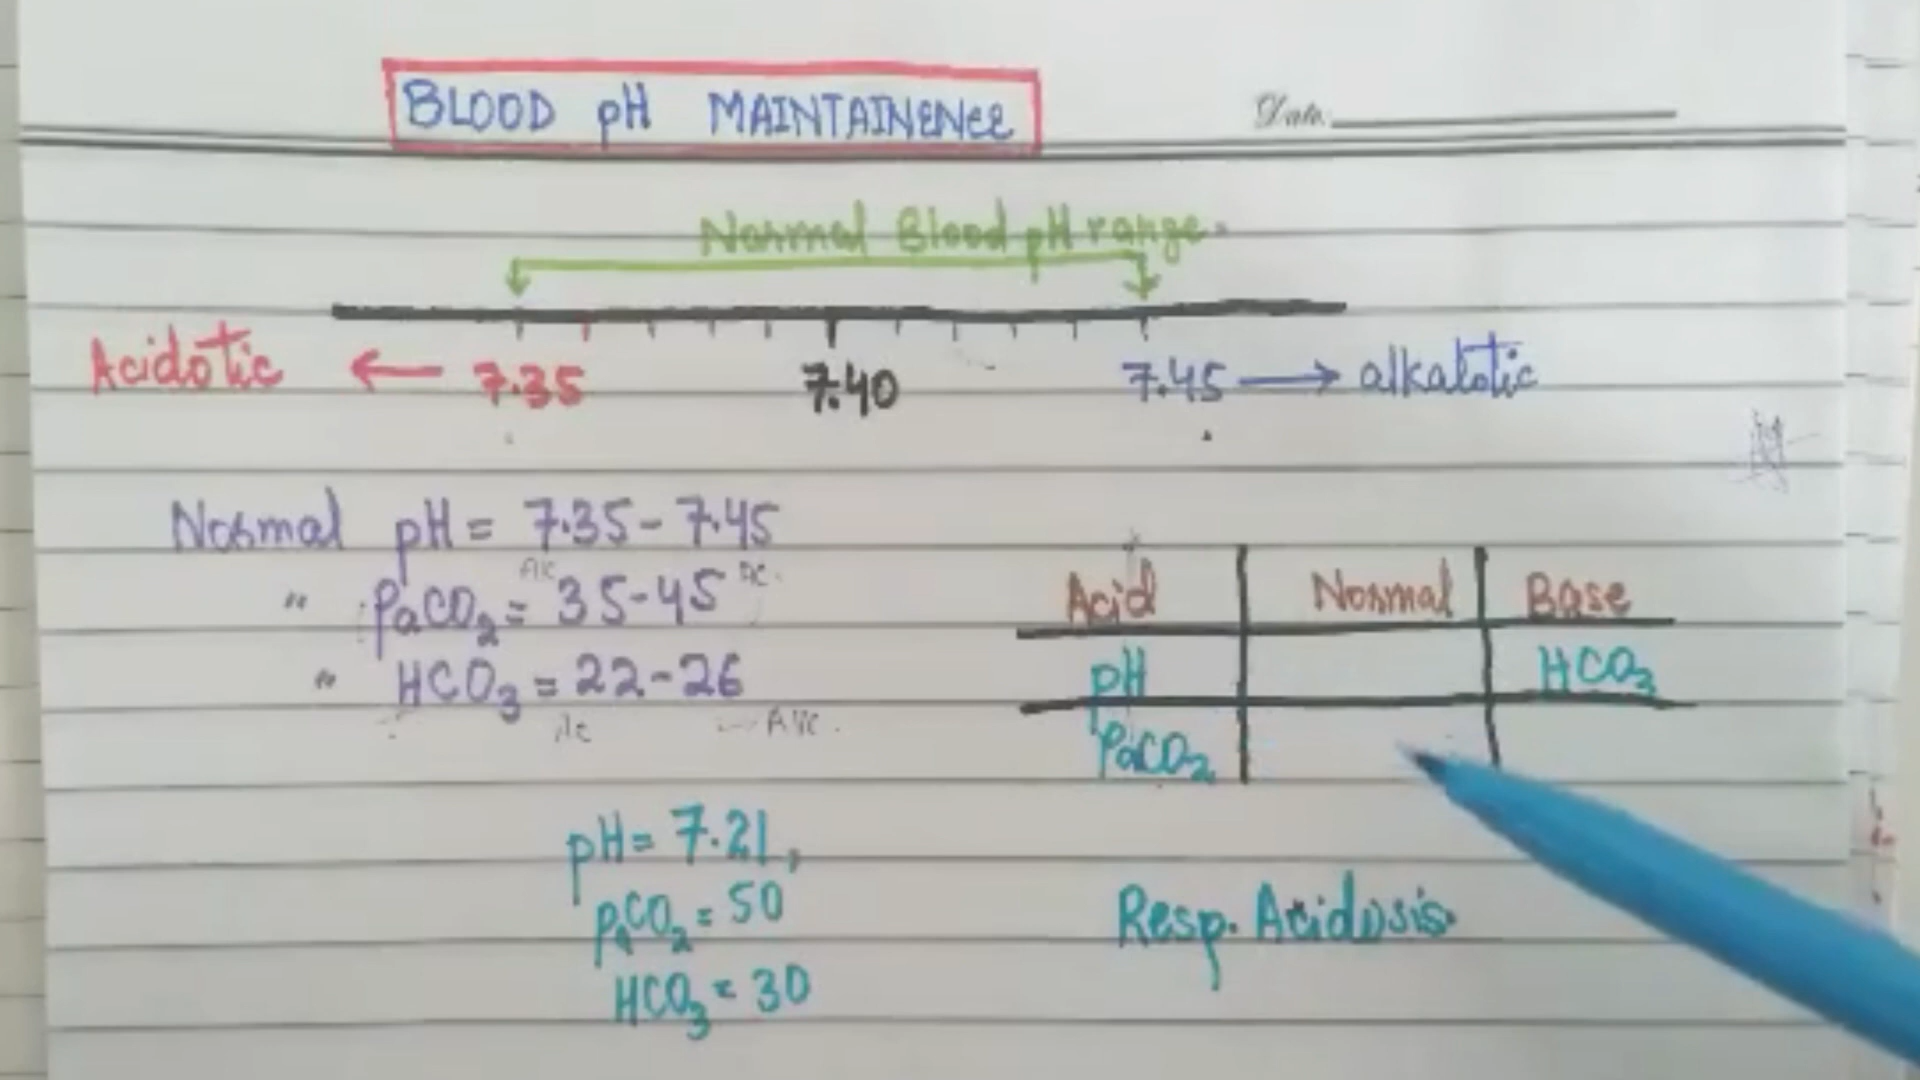 BLOOD pH MAINTAINENCE
Date
Normal Blood pH range
Acidotic ← 7.35 7.40 7.45 → alkalotic
Normal pH = 7.35-7.45
" PaCO2 = 35-45
" HCO3 = 22-26
Ac
Acid Normal Base
pH HCO3
PaCO2
pH = 7.21,
PaCO2 = 50
HCO3 = 30
Resp. Acidosis.